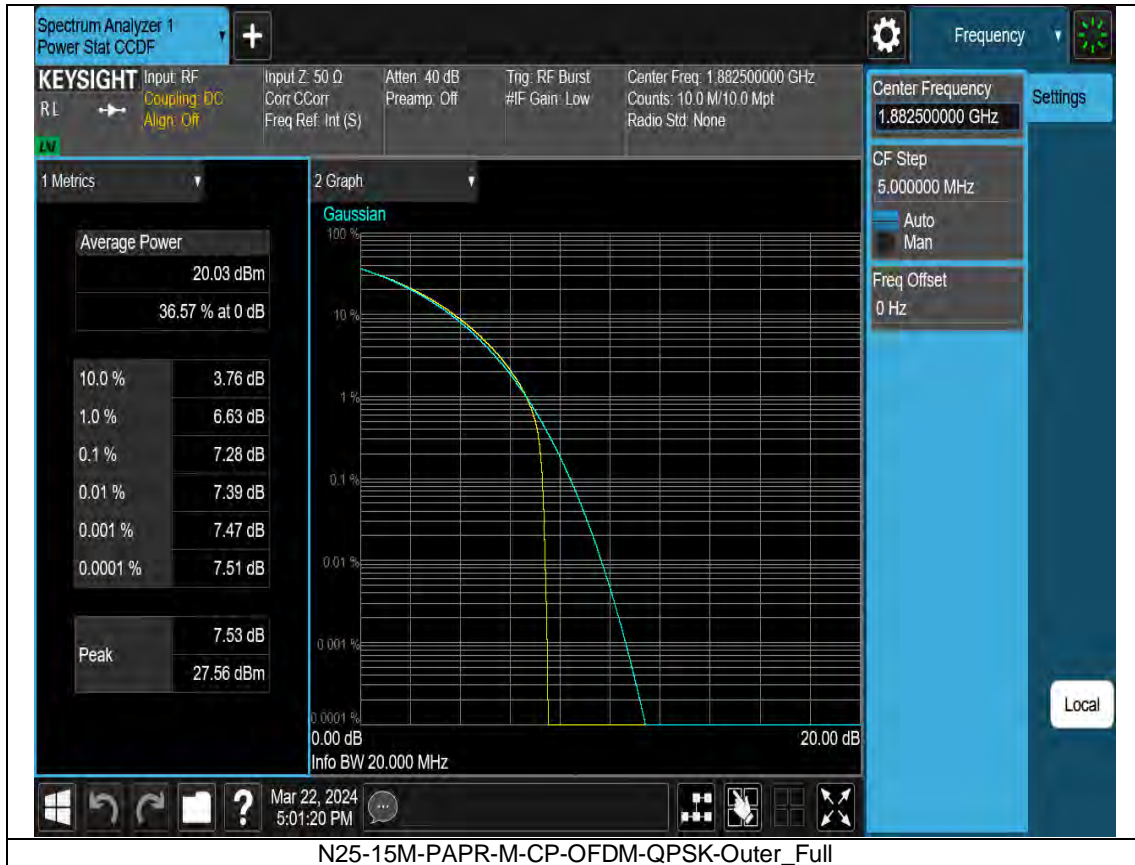 Spectrum Analyzer 1
Power Stat CCDF
+
Frequency
KEYSIGHT
RL
Input: RF
Coupling: DC
Align: Off
Input Z: 50 Ω
Corr CCorr
Freq Ref: Int (S)
Atten: 40 dB
Preamp: Off
Trig: RF Burst
#IF Gain: Low
Center Freq: 1.882500000 GHz
Counts: 10.0 M/10.0 Mpt
Radio Std: None
Center Frequency
1.882500000 GHz
Settings
CF Step
5.000000 MHz
Auto
Man
Freq Offset
0 Hz
Local
1 Metrics
Average Power
20.03 dBm
36.57 % at 0 dB
10.0 % 3.76 dB
1.0 % 6.63 dB
0.1 % 7.28 dB
0.01 % 7.39 dB
0.001 % 7.47 dB
0.0001 % 7.51 dB
Peak
7.53 dB
27.56 dBm
2 Graph
Gaussian
100 %
10 %
1 %
0.1 %
0.01 %
0.001 %
0.0001 %
0.00 dB 20.00 dB
Info BW 20.000 MHz
?
Mar 22, 2024
5:01:20 PM
N25-15M-PAPR-M-CP-OFDM-QPSK-Outer_Full